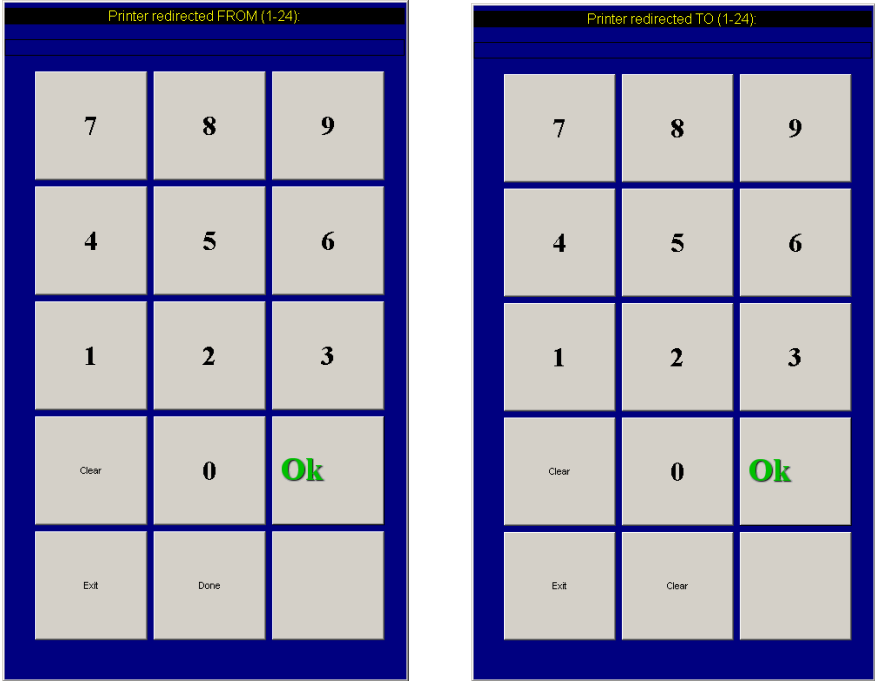 Printer redirected FROM (1-24):
7 8 9
4 5 6
1 2 3
Clear 0 Ok
Exit Done
Printer redirected TO (1-24):
7 8 9
4 5 6
1 2 3
Clear 0 Ok
Exit Clear